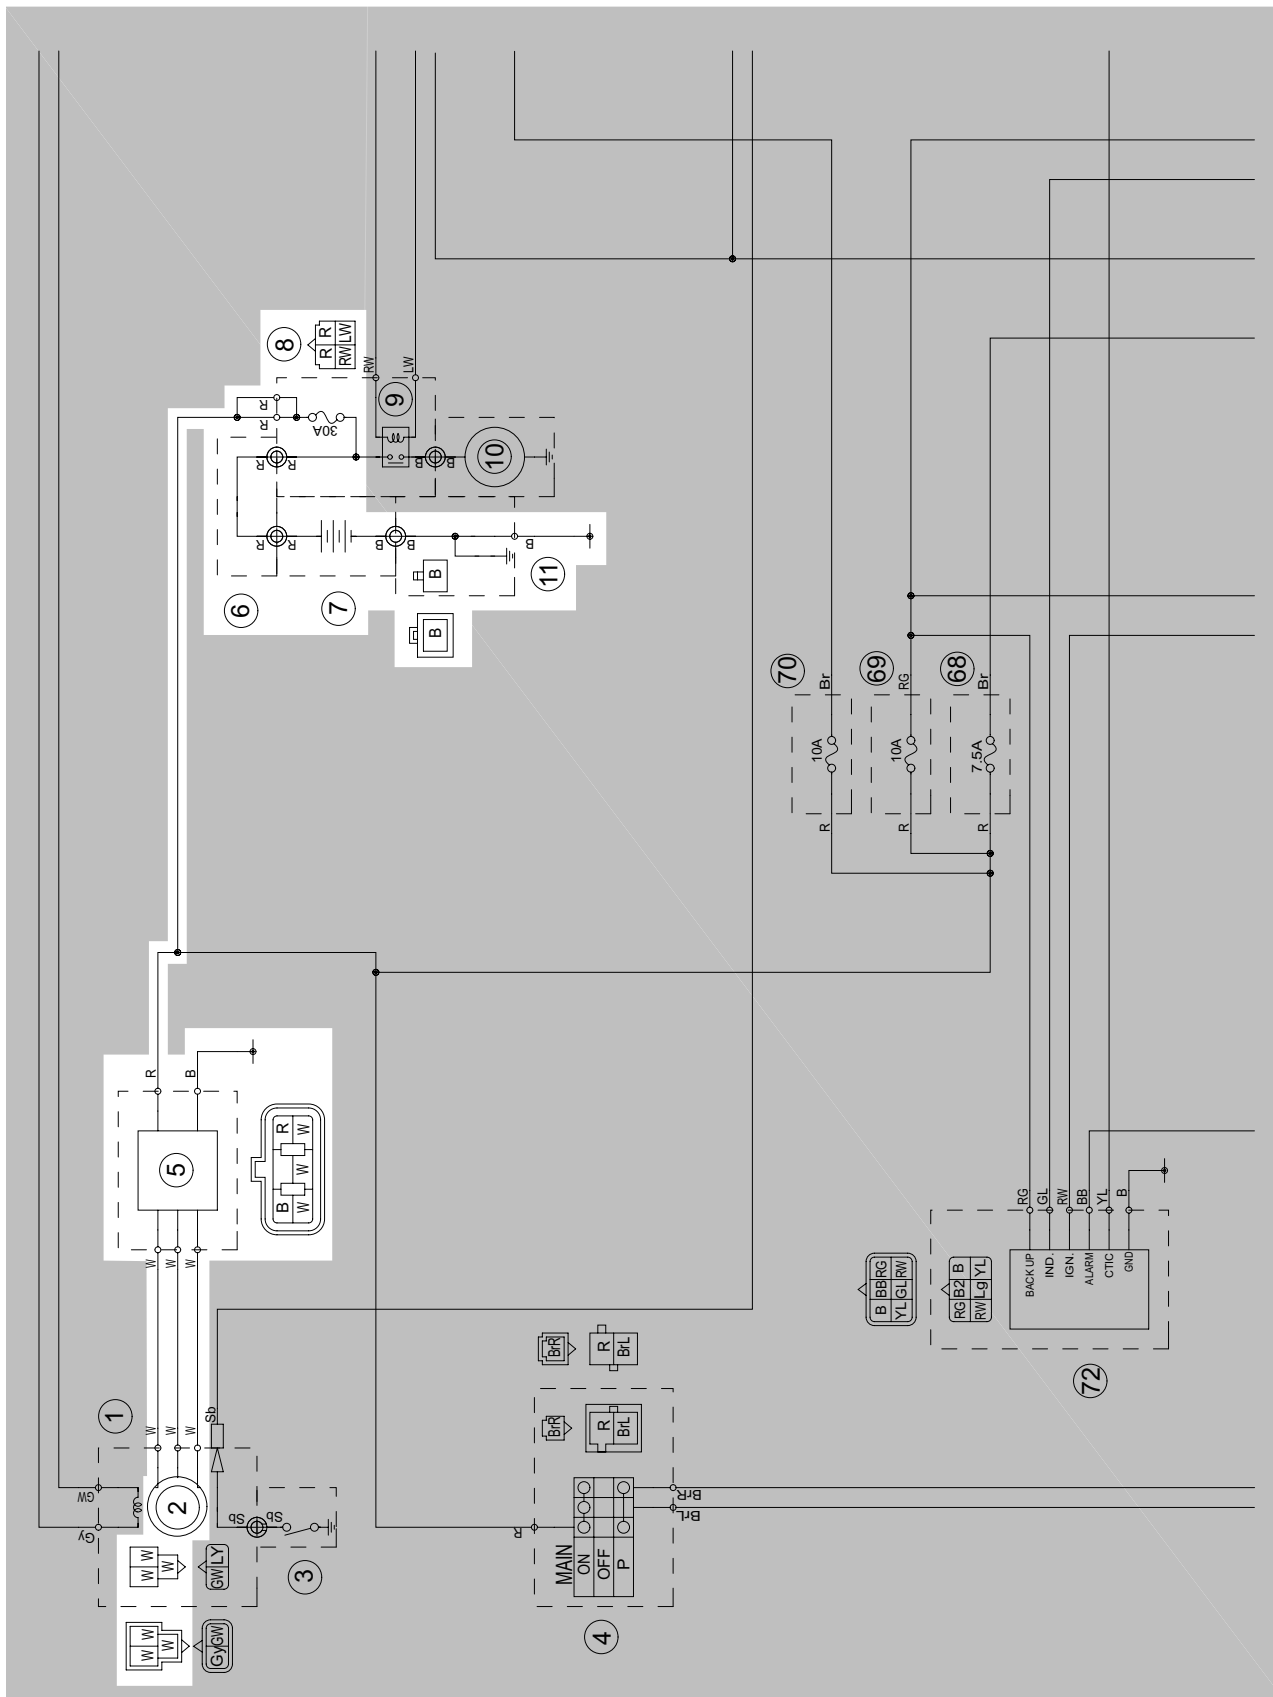 8
R R
RW LW
RW
LW
R
R
30A
9
R
R
B
B
10
R
R
B
B
B
B
11
6
7
B
70
69
68
Br
RG
Br
10A
10A
7.5A
R
R
R
R
B
5
R W
W
B W
W
W
W
RG
GL
RW
BB
YL
B
BACK UP
IND.
IGN.
ALARM
CTIC
GND
B BB RG
YL GL RW
RG B2 B
RW Lg YL
72
1
W
W
W
Sb
GW
Gy
2
Sb
Sb
3
W W
W
GW LY
W W
W
Gy GW
BrR
R
BrL
BrR
R
BrL
R
MAIN
ON
OFF
P
BrR
BrL
4